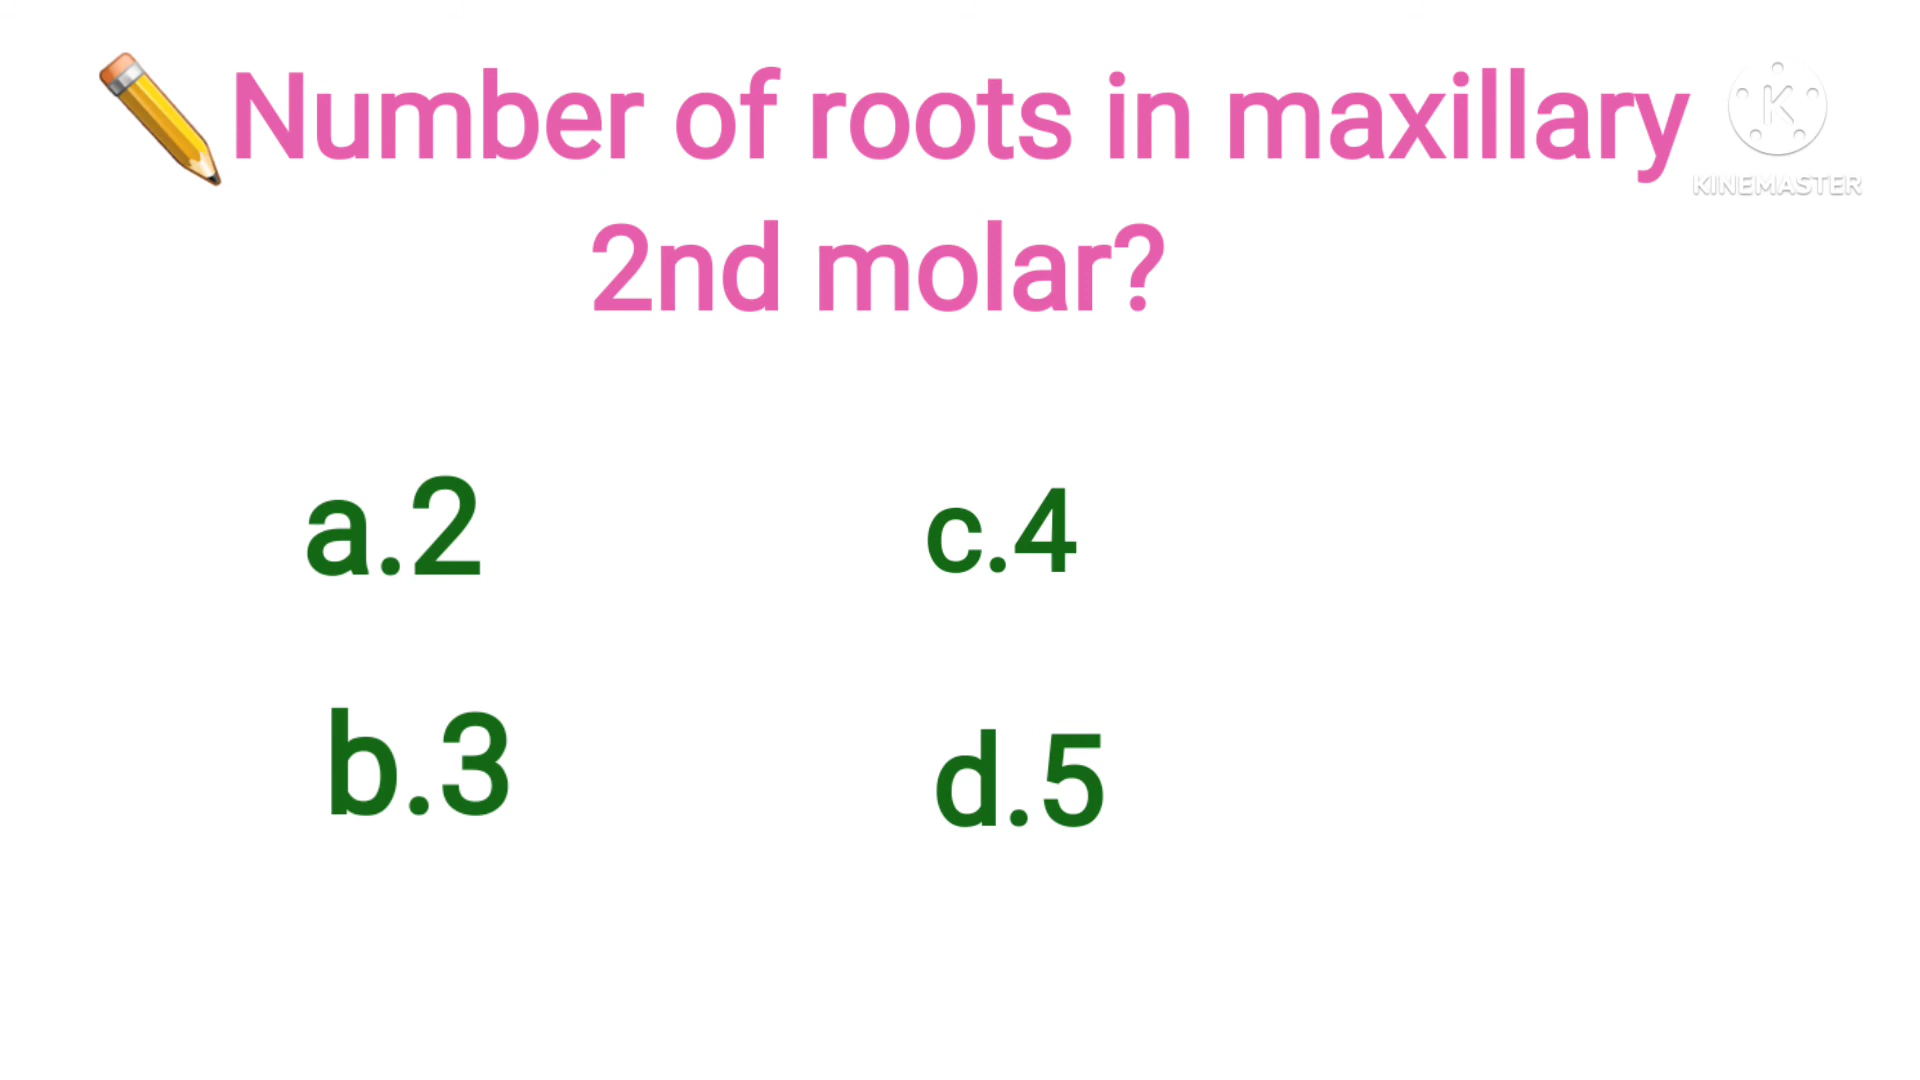 Number of roots in maxillary
2nd molar?
KINEMASTER
a.2
c.4
b.3
d.5